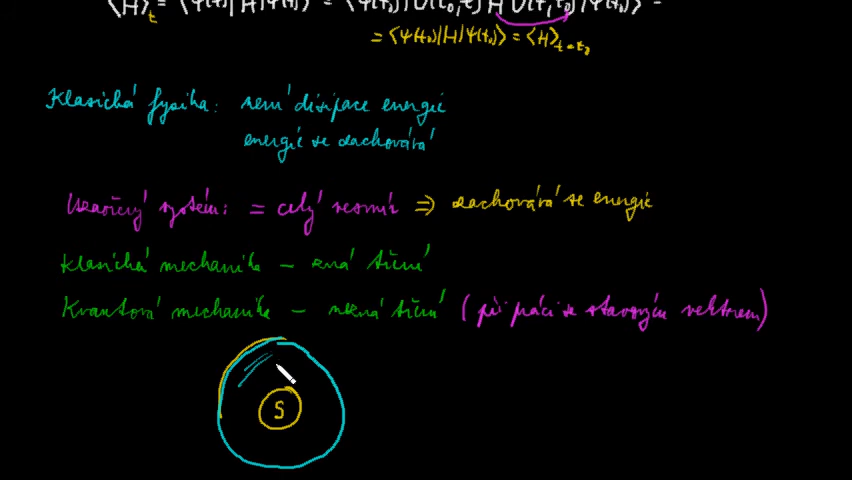 ⟨H⟩_t = ⟨Ψ(t)|H|Ψ(t)⟩ = ⟨Ψ(t₀)|U(t₀,t) H U(t,t₀)|Ψ(t₀)⟩ =
= ⟨Ψ(t₀)|H|Ψ(t₀)⟩ = ⟨H⟩_{t=t₀}
Klasická fysika: není disipace energie
energie se zachovává
Uzavřený systém: = celý vesmír ⇒ zachovává se energie
Klasická mechanika – zná tření
Kvantová mechanika – nezná tření (při práci se stavovým vektorem)
S